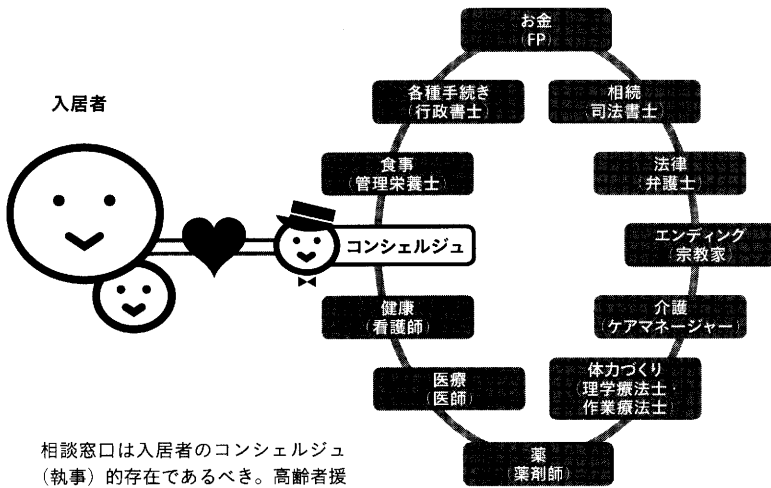 入居者
お金
(FP)
各種手続き
(行政書士)
相続
(司法書士)
食事
(管理栄養士)
法律
(弁護士)
コンシェルジュ
エンディング
(宗教家)
健康
(看護師)
介護
(ケアマネージャー)
医療
(医師)
体力づくり
(理学療法士・
作業療法士)
薬
(薬剤師)
相談窓口は入居者のコンシェルジュ
(執事)的存在であるべき。高齢者援